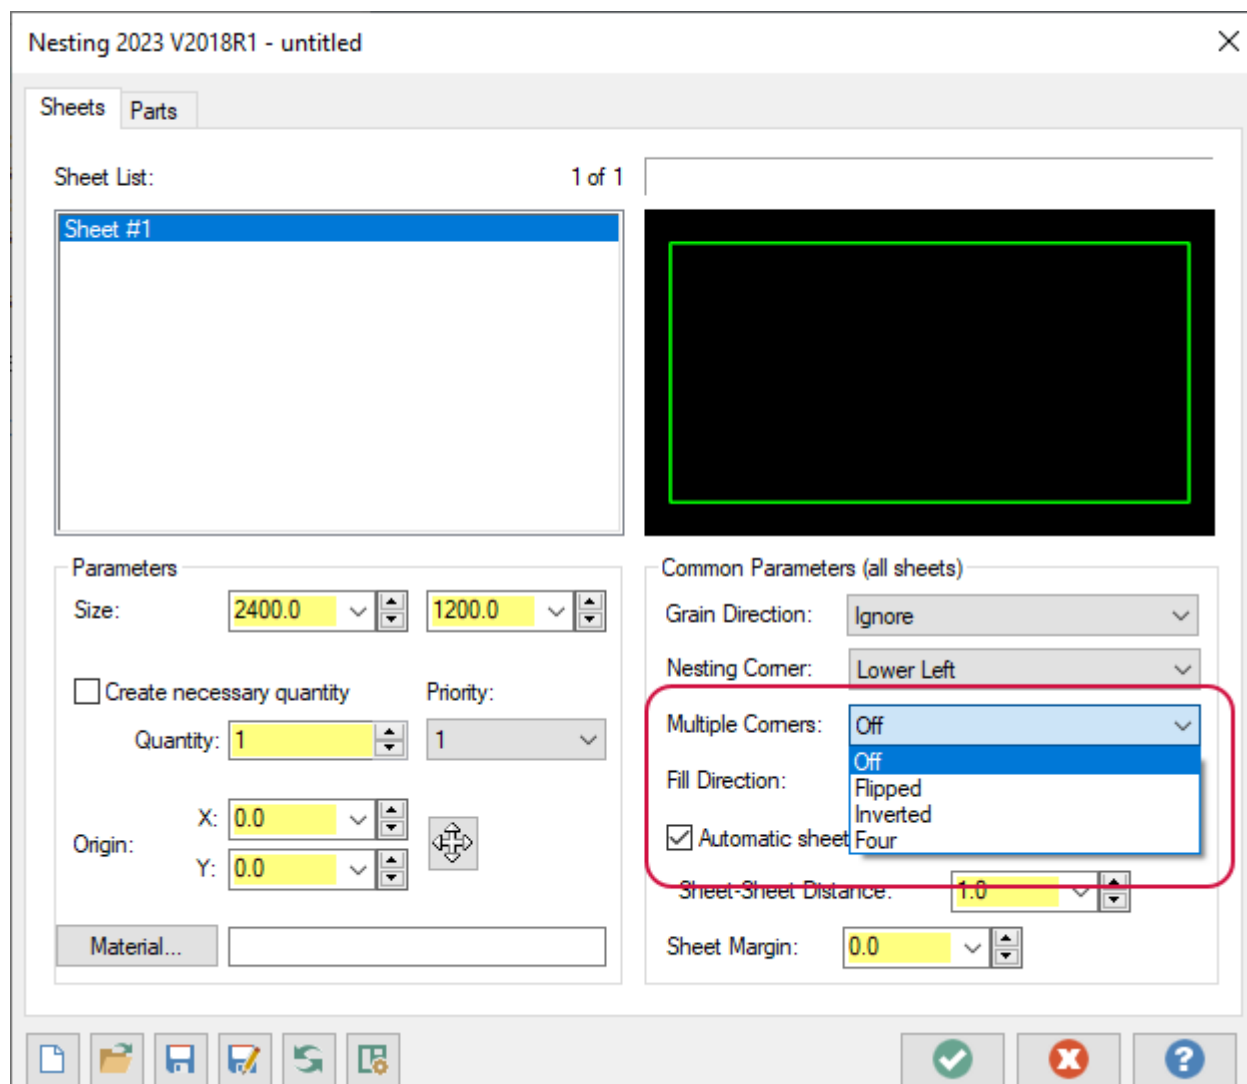 Nesting 2023 V2018R1 - untitled
Sheets
Parts
Sheet List:
1 of 1
Sheet #1
Parameters
Size:
2400.0
1200.0
Create necessary quantity
Priority:
Quantity:
1
1
Origin:
X:
0.0
Y:
0.0
Material...
Common Parameters (all sheets)
Grain Direction:
Ignore
Nesting Corner:
Lower Left
Multiple Corners:
Off
Off
Flipped
Inverted
Four
Fill Direction:
Automatic sheet
Sheet-Sheet Distance:
1.0
Sheet Margin:
0.0
?